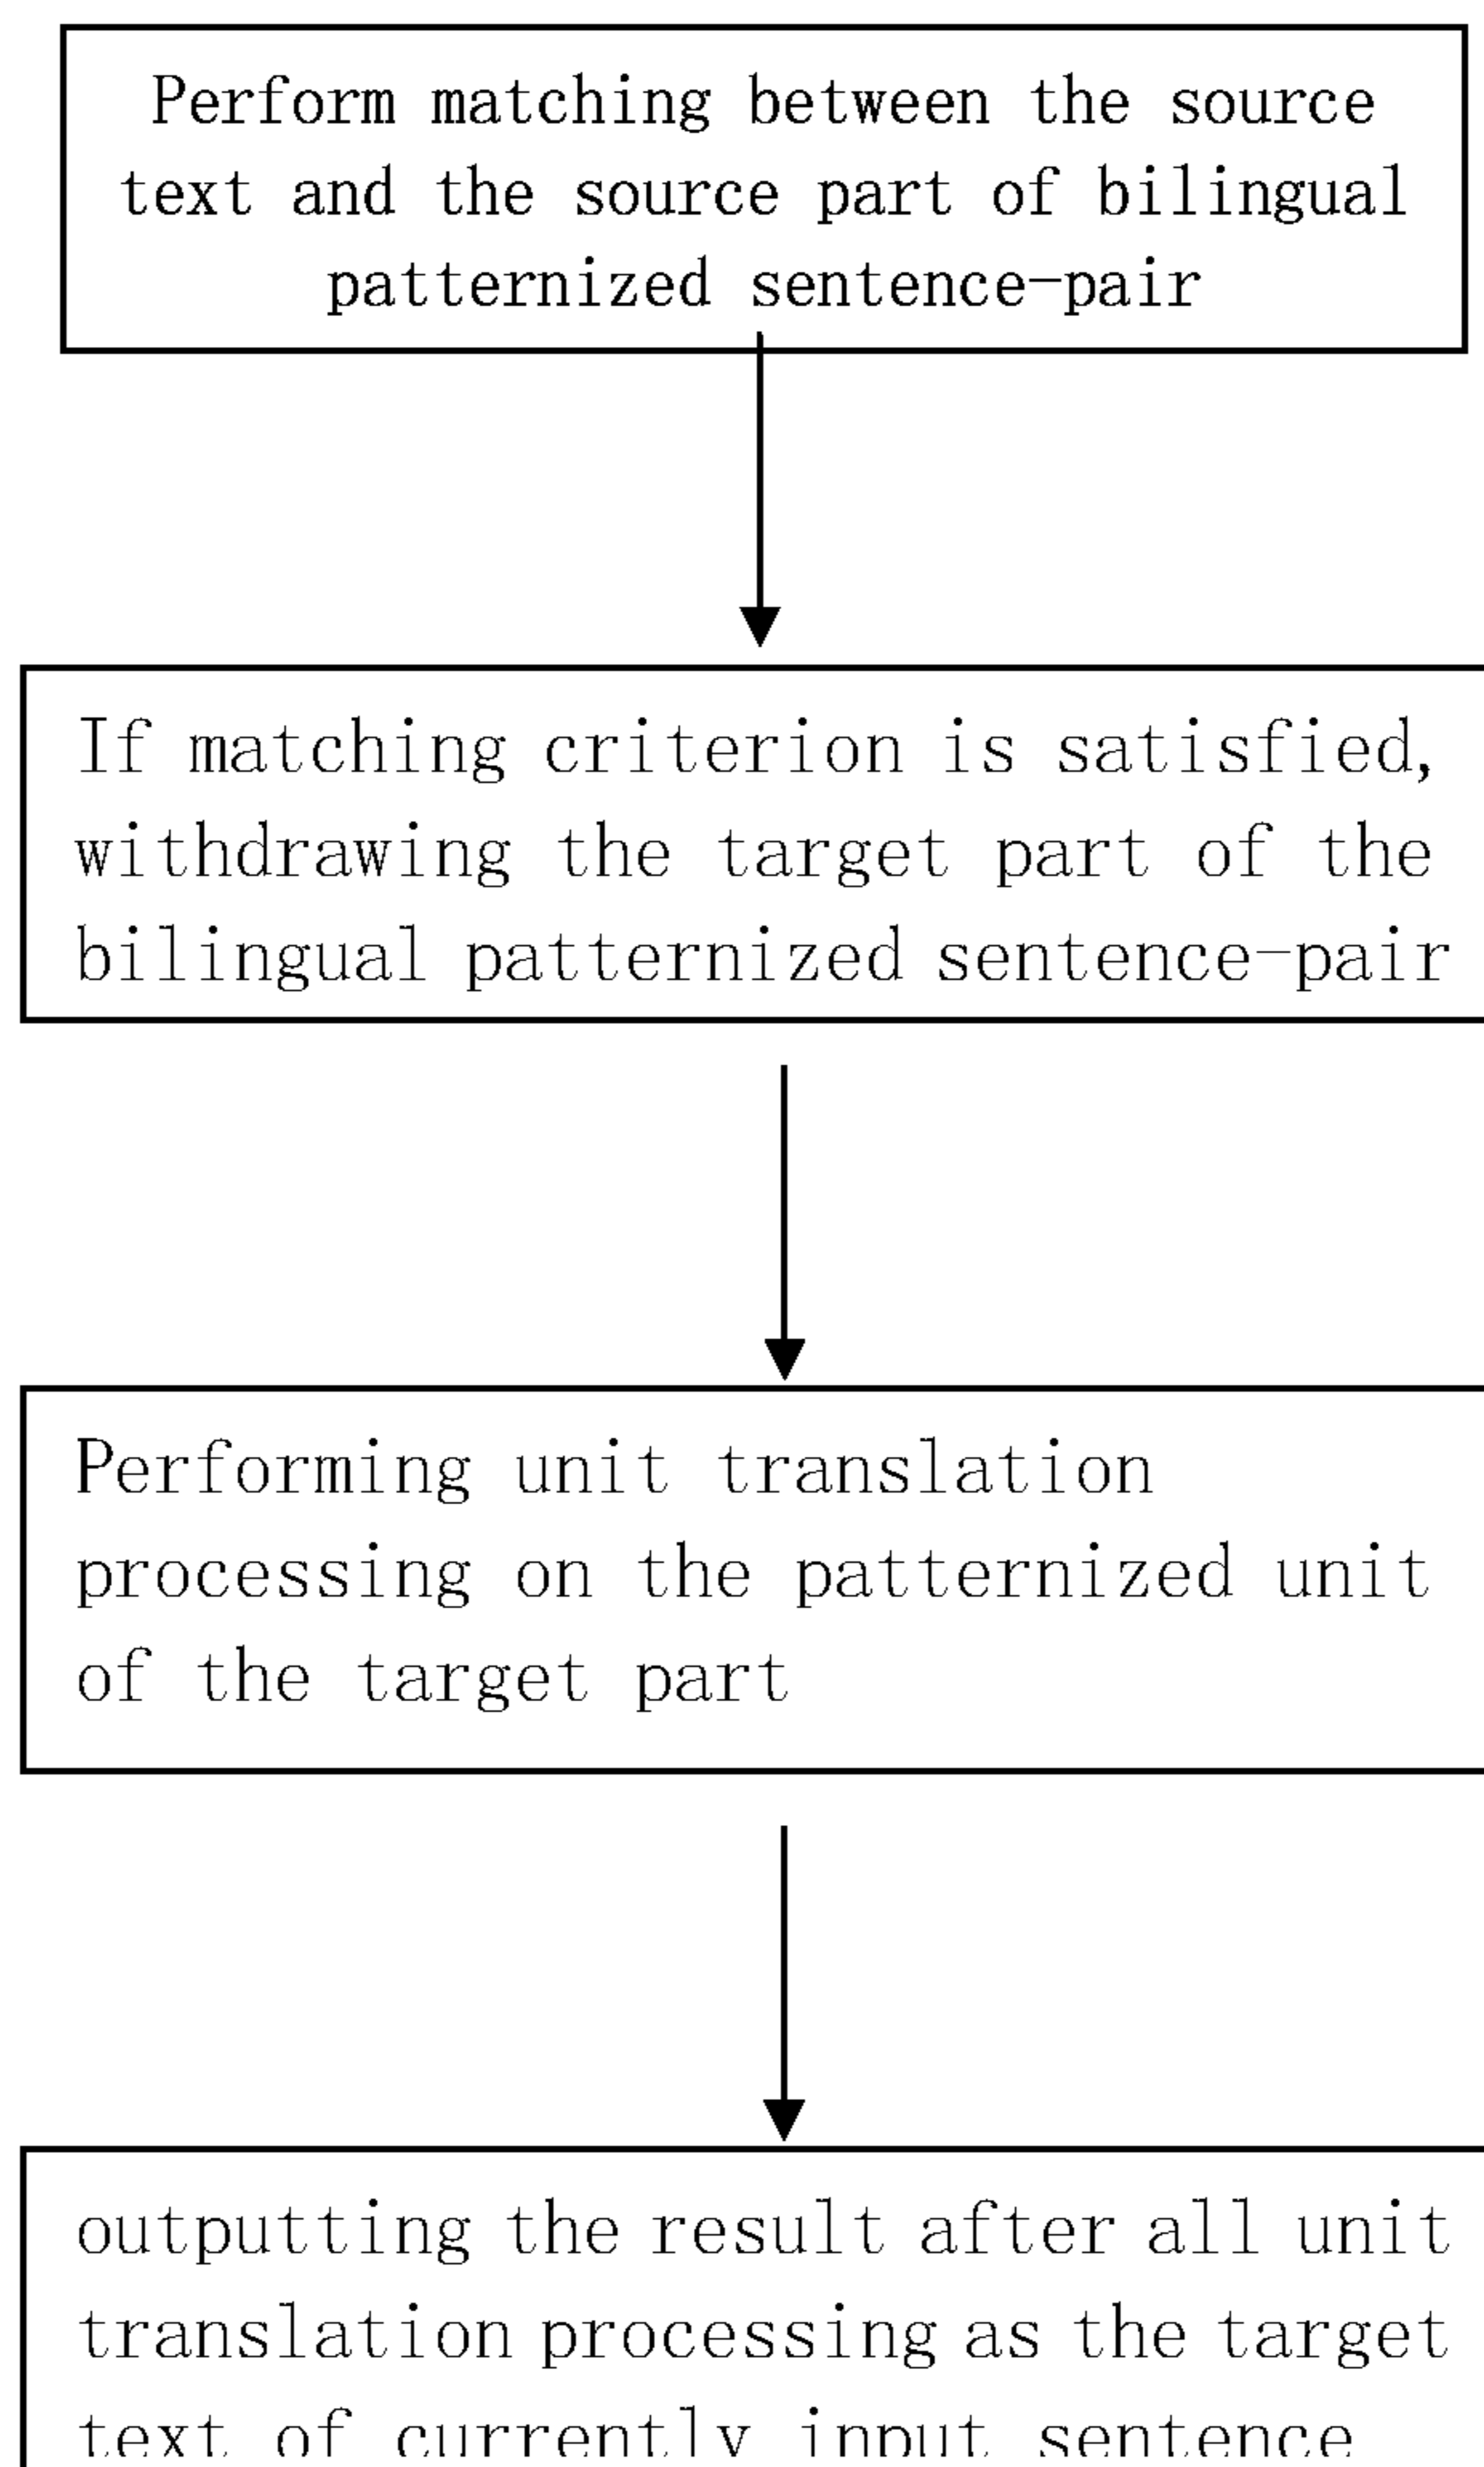 Perform matching between the source
text and the source part of bilingual
patternized sentence-pair
If matching criterion is satisfied,
withdrawing the target part of the
bilingual patternized sentence-pair
Performing unit translation
processing on the patternized unit
of the target part
outputting the result after all unit
translation processing as the target
text of currently input sentence